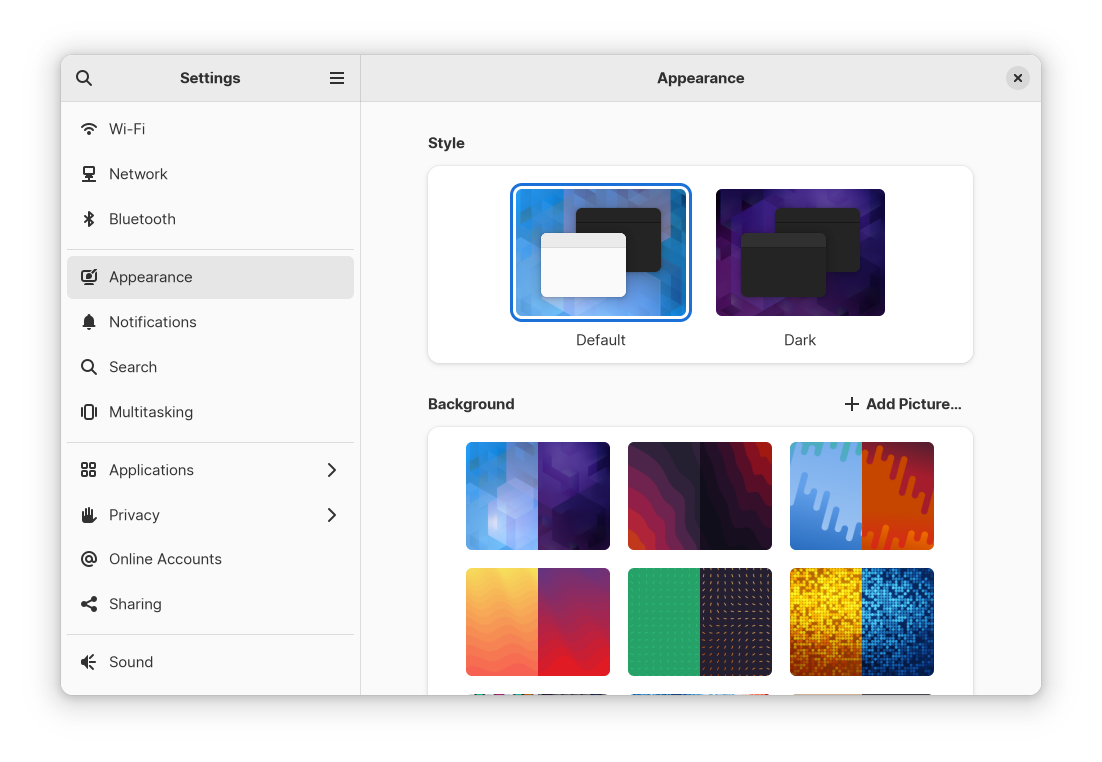 Settings
Appearance
Wi-Fi
Network
Bluetooth
Appearance
Notifications
Search
Multitasking
Applications
Privacy
Online Accounts
Sharing
Sound
Style
Default
Dark
Background
Add Picture...